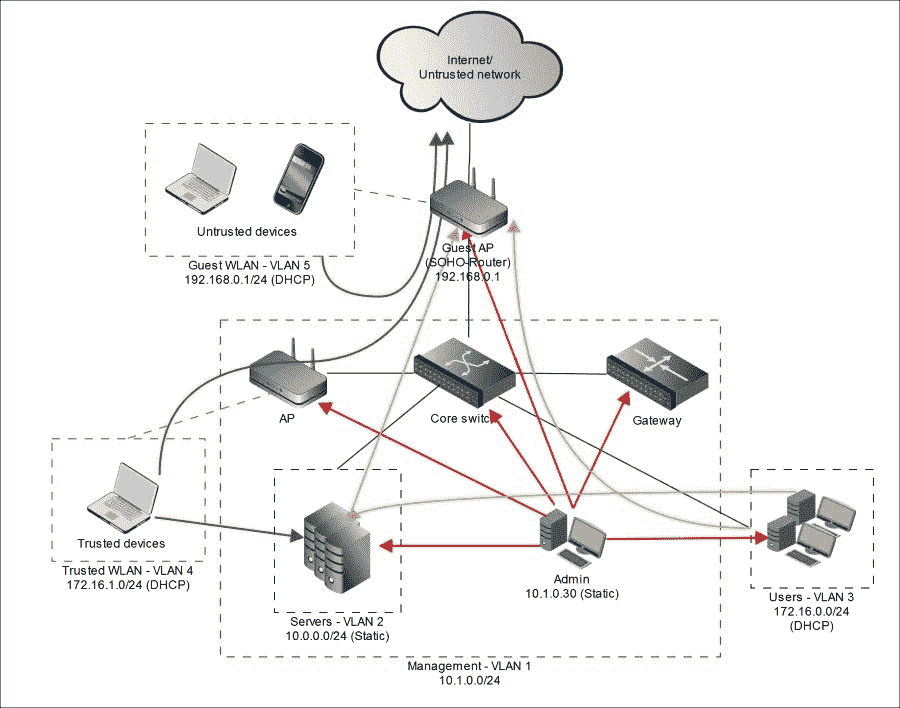 Internet/
Untrusted network
Untrusted devices
Guest WLAN - VLAN 5
192.168.0.1/24 (DHCP)
Guest AP
(SOHO-Router)
192.168.0.1
AP
Core switch
Gateway
Trusted devices
Trusted WLAN - VLAN 4
172.16.1.0/24 (DHCP)
Servers - VLAN 2
10.0.0.0/24 (Static)
Admin
10.1.0.30 (Static)
Users - VLAN 3
172.16.0.0/24
(DHCP)
Management - VLAN 1
10.1.0.0/24